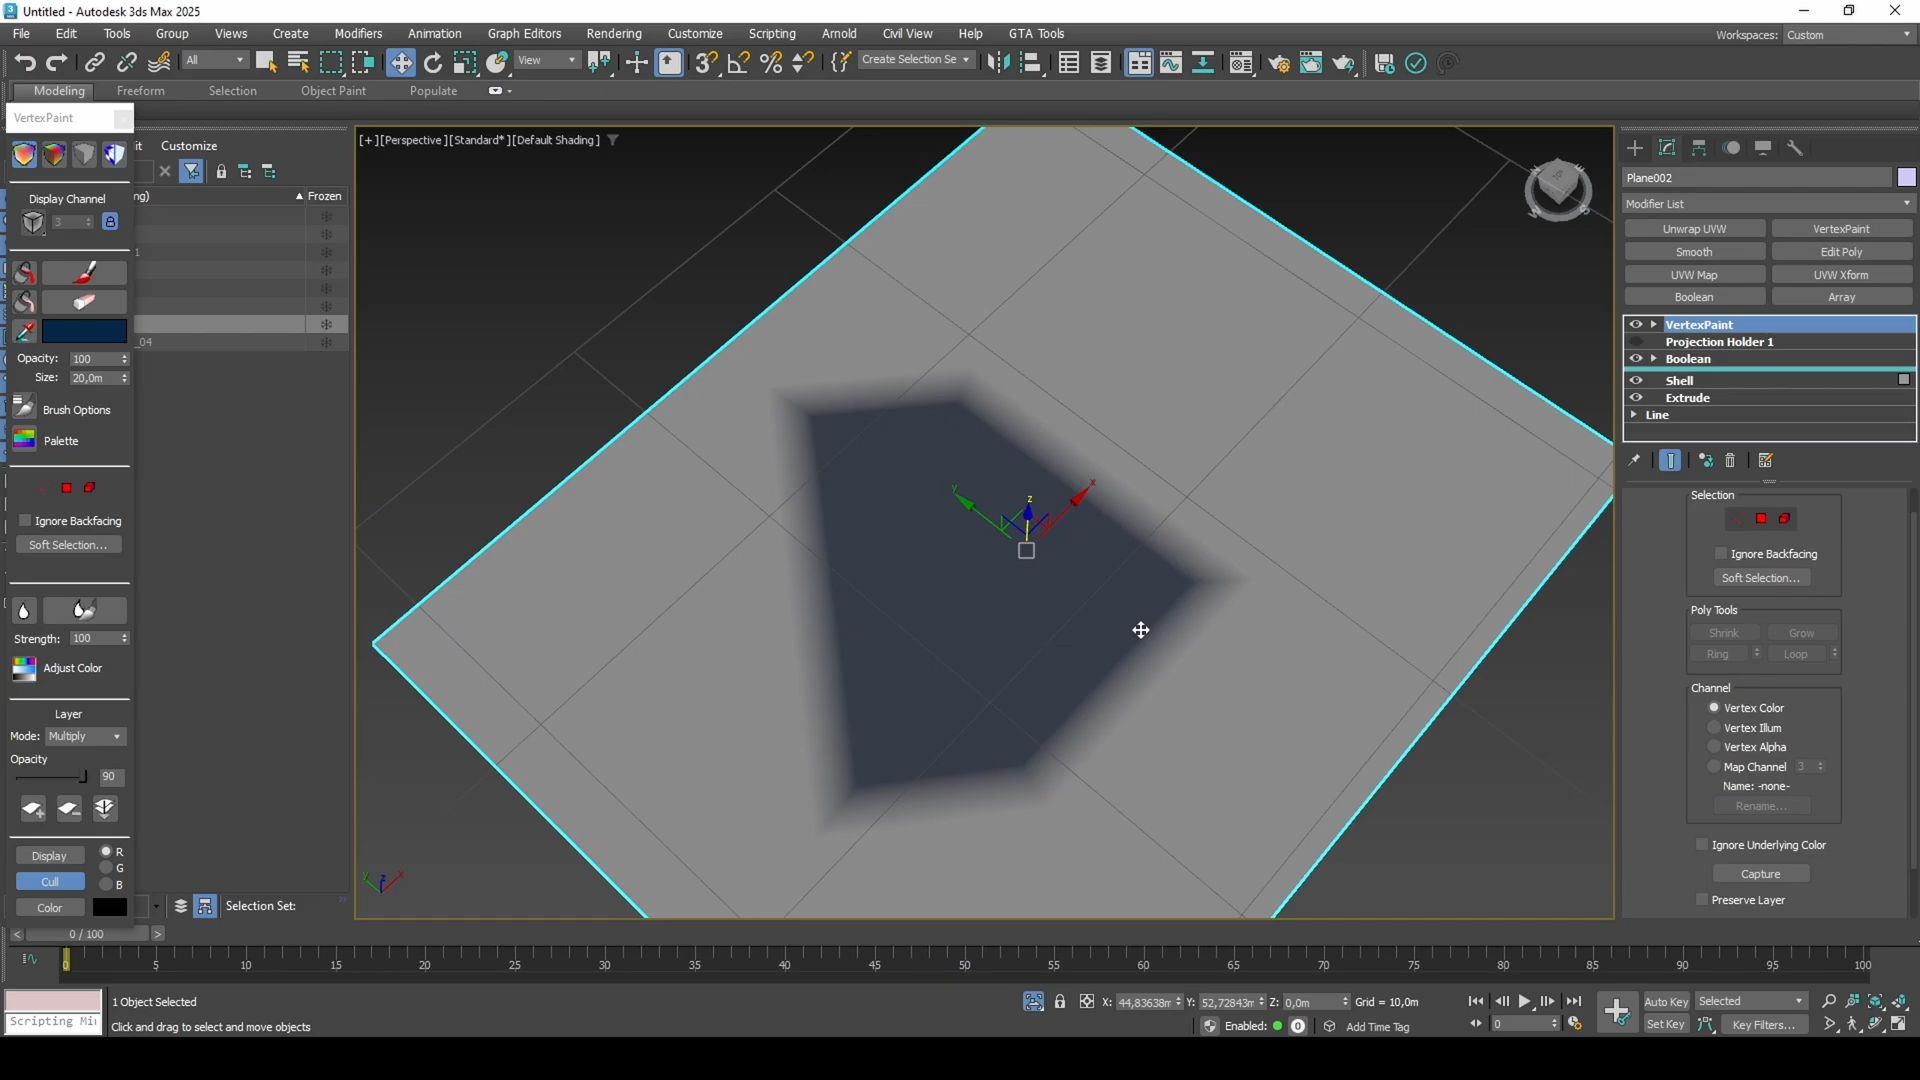 Untitled - Autodesk 3ds Max 2025
File Edit Tools Group Views Create Modifiers Animation Graph Editors Rendering Customize Scripting Arnold Civil View Help GTA Tools
Workspaces: Custom
All View Create Selection Se
Modeling Freeform Selection Object Paint Populate
VertexPaint
it Customize
ng) Frozen
Display Channel
3
1
_04
Opacity: 100
Size: 20,0m
Brush Options
Palette
Ignore Backfacing
Soft Selection...
Strength: 100
Adjust Color
Layer
Mode: Multiply
Opacity
90
Display R
G
Cull B
Color
Selection Set:
[+][Perspective][Standard*][Default Shading]
x
y
z
Plane002
Modifier List
Unwrap UVW VertexPaint
Smooth Edit Poly
UVW Map UVW Xform
Boolean Array
VertexPaint
Projection Holder 1
Boolean
Shell
Extrude
Line
Selection
Ignore Backfacing
Soft Selection...
Poly Tools
Shrink Grow
Ring Loop
Channel
Vertex Color
Vertex Illum
Vertex Alpha
Map Channel 3
Name: -none-
Rename...
Ignore Underlying Color
Capture
Preserve Layer
< 0 / 100 >
0 5 10 15 20 25 30 35 40 45 50 55 60 65 70 75 80 85 90 95 100
1 Object Selected
X: 44,83638m Y: 52,72843m Z: 0,0m Grid = 10,0m
Auto Key Selected
Scripting Mi
Click and drag to select and move objects
Enabled: 0 Add Time Tag
0
Set Key Key Filters...